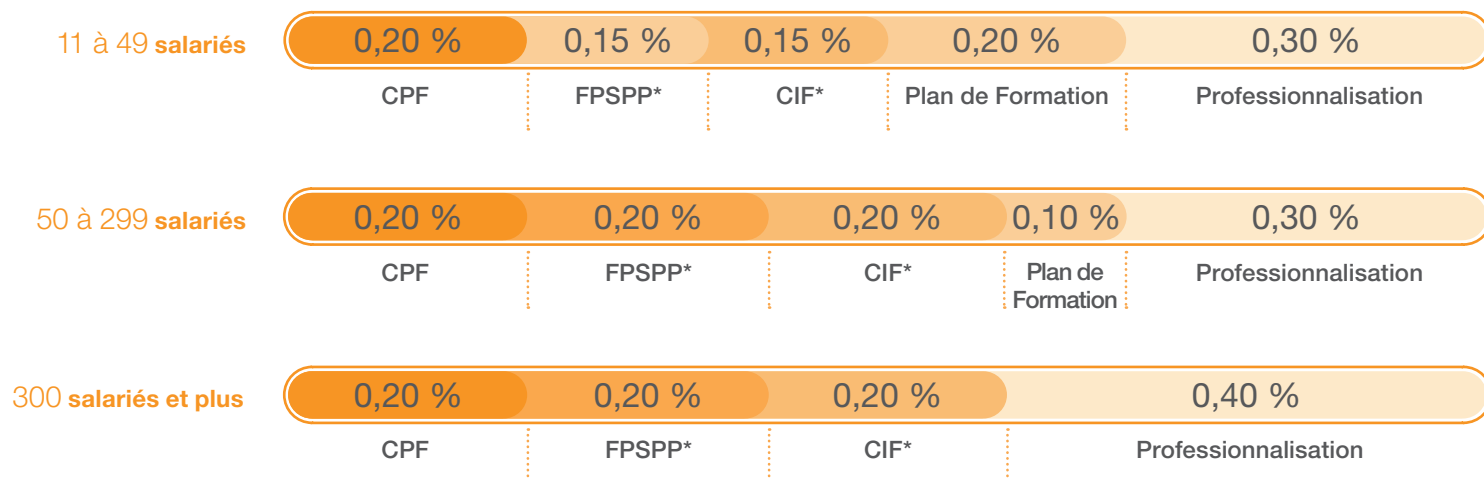 11 à 49 salariés
0,20 % 0,15 % 0,15 % 0,20 % 0,30 %
CPF FPSPP* CIF* Plan de Formation Professionnalisation
50 à 299 salariés
0,20 % 0,20 % 0,20 % 0,10 % 0,30 %
CPF FPSPP* CIF* Plan de Professionnalisation
Formation
300 salariés et plus
0,20 % 0,20 % 0,20 % 0,40 %
CPF FPSPP* CIF* Professionnalisation